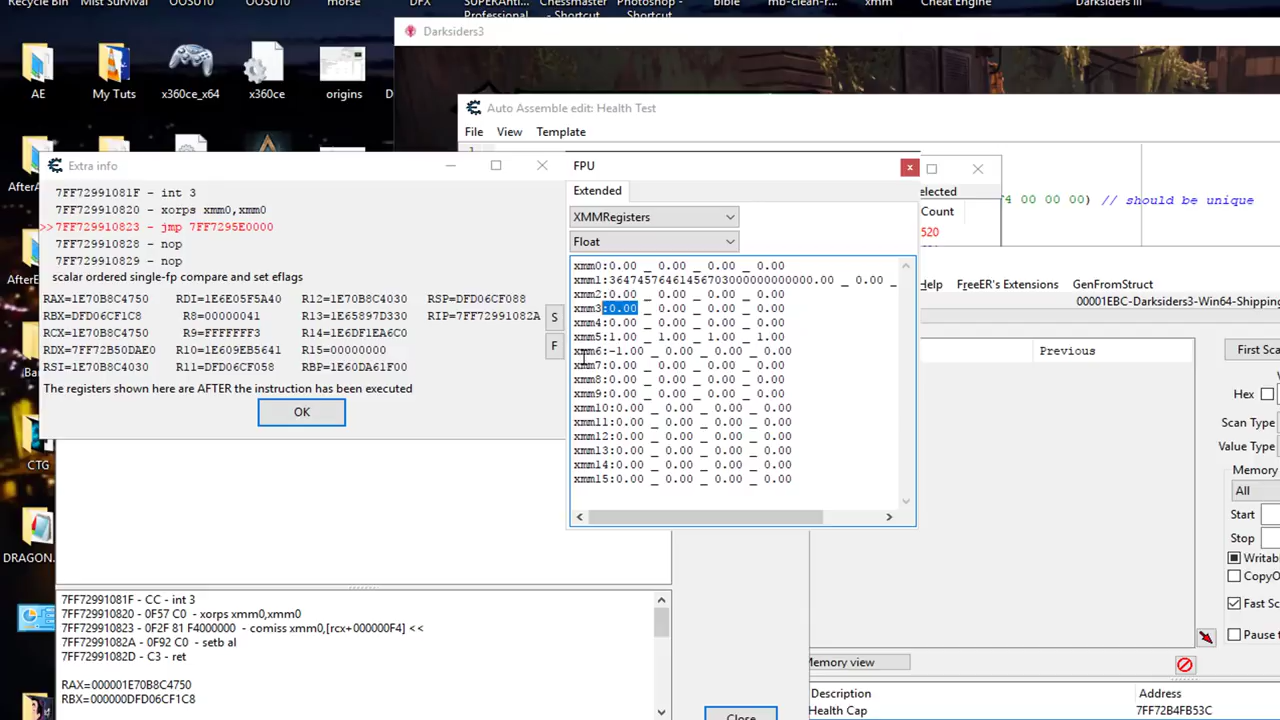 Recycle Bin
Mist Survival
OOSU10
OOSU10
morse
DFX
SUPERAnti...
Professional
Chessmaster
- Shortcut
Photoshop -
Shortcut
bible
mb-clean-r...
xmm
Cheat Engine
Darksiders III
Darksiders3
AE
My Tuts
x360ce_x64
x360ce
origins
Auto Assemble edit: Health Test
File View Template
1
Extra info
FPU
Extended
elected
XMMRegisters
Count
Float
520
F4 00 00 00) // should be unique
7FF72991081F - int 3
7FF729910820 - xorps xmm0,xmm0
>>7FF729910823 - jmp 7FF7295E0000
7FF729910828 - nop
7FF729910829 - nop
scalar ordered single-fp compare and set eflags
RAX=1E70B8C4750 RDI=1E6E05F5A40 R12=1E70B8C4030 RSP=DFD06CF088
RBX=DFD06CF1C8 R8=00000041 R13=1E65897D330 RIP=7FF72991082A
RCX=1E70B8C4750 R9=FFFFFFF3 R14=1E6DF1EA6C0
RDX=7FF72B50DAE0 R10=1E609EB5641 R15=00000000
RSI=1E70B8C4030 R11=DFD06CF058 RBP=1E60DA61F00
The registers shown here are AFTER the instruction has been executed
OK
S
F
xmm0:0.00 _ 0.00 _ 0.00 _ 0.00
xmm1:3647457646145670300000000000.00 _ 0.00 _
xmm2:0.00 _ 0.00 _ 0.00 _ 0.00
xmm3:0.00 _ 0.00 _ 0.00 _ 0.00
xmm4:0.00 _ 0.00 _ 0.00 _ 0.00
xmm5:1.00 _ 1.00 _ 1.00 _ 1.00
xmm6:-1.00 _ 0.00 _ 0.00 _ 0.00
xmm7:0.00 _ 0.00 _ 0.00 _ 0.00
xmm8:0.00 _ 0.00 _ 0.00 _ 0.00
xmm9:0.00 _ 0.00 _ 0.00 _ 0.00
xmm10:0.00 _ 0.00 _ 0.00 _ 0.00
xmm11:0.00 _ 0.00 _ 0.00 _ 0.00
xmm12:0.00 _ 0.00 _ 0.00 _ 0.00
xmm13:0.00 _ 0.00 _ 0.00 _ 0.00
xmm14:0.00 _ 0.00 _ 0.00 _ 0.00
xmm15:0.00 _ 0.00 _ 0.00 _ 0.00
Help FreeER's Extensions GenFromStruct
00001EBC-Darksiders3-Win64-Shipping
Previous
First Sca
Hex
Scan Type
Value Type
Memory
All
Start
Stop
Writab
CopyO
Fast Sc
Pause t
CTG
DRAGON...
7FF72991081F - CC - int 3
7FF729910820 - 0F57 C0 - xorps xmm0,xmm0
7FF729910823 - 0F2F 81 F4000000 - comiss xmm0,[rcx+000000F4] <<
7FF72991082A - 0F92 C0 - setb al
7FF72991082D - C3 - ret
RAX=000001E70B8C4750
RBX=000000DFD06CF1C8
Close
Memory view
Description
Address
Health Cap
7FF72B4FB53C